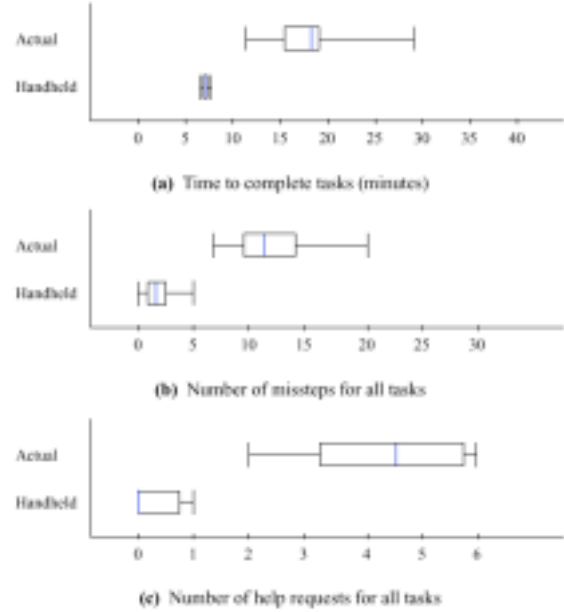 Actual
Handheld
0 5 10 15 20 25 30 35 40
(a) Time to complete tasks (minutes)
Actual
Handheld
0 5 10 15 20 25 30
(b) Number of missteps for all tasks
Actual
Handheld
0 1 2 3 4 5 6
(c) Number of help requests for all tasks